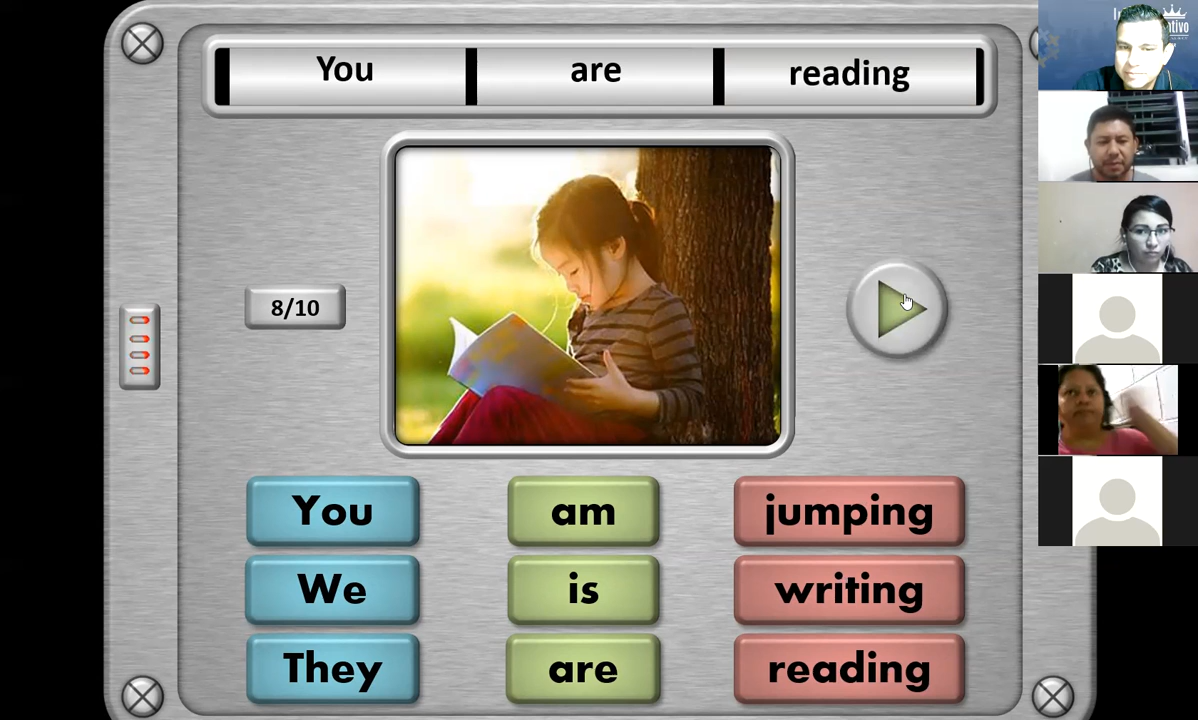 You are reading
8/10
You am jumping
We is writing
They are reading